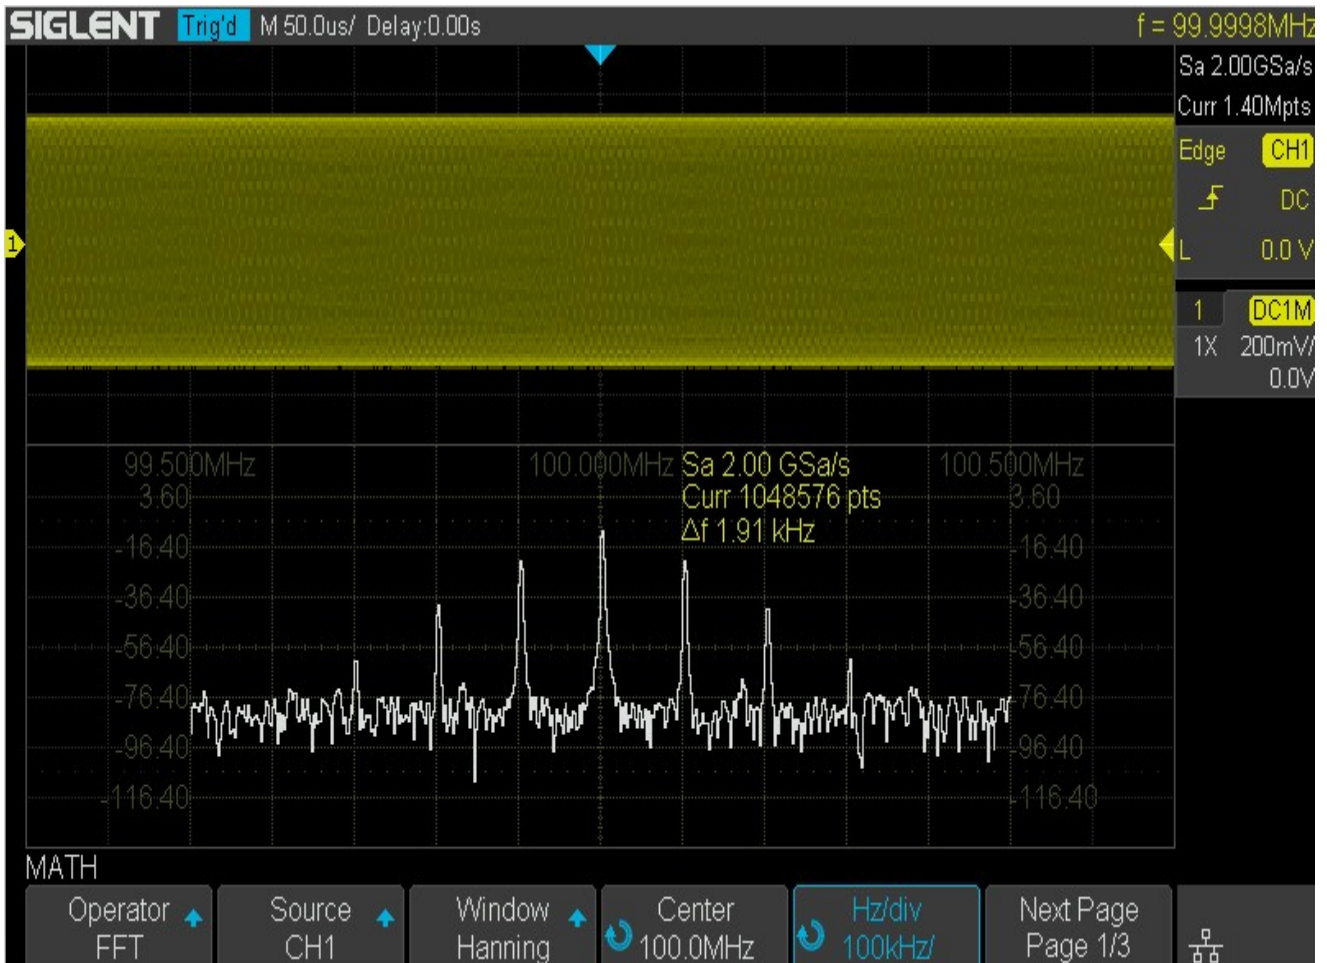 SIGLENT Trig'd M 50.0us/ Delay:0.00s f = 99.9998MHz
Sa 2.00GSa/s
Curr 1.40Mpts
Edge CH1
DC
L 0.0 V
1
1 DC1M
1X 200mV/
0.0V
99.500MHz 100.000MHz 100.500MHz
Sa 2.00 GSa/s
Curr 1048576 pts
Δf 1.91 kHz
3.60 3.60
-16.40 -16.40
-36.40 -36.40
-56.40 -56.40
-76.40 -76.40
-96.40 -96.40
-116.40 -116.40
MATH
Operator Source Window Center Hz/div Next Page
FFT CH1 Hanning 100.0MHz 100kHz/ Page 1/3